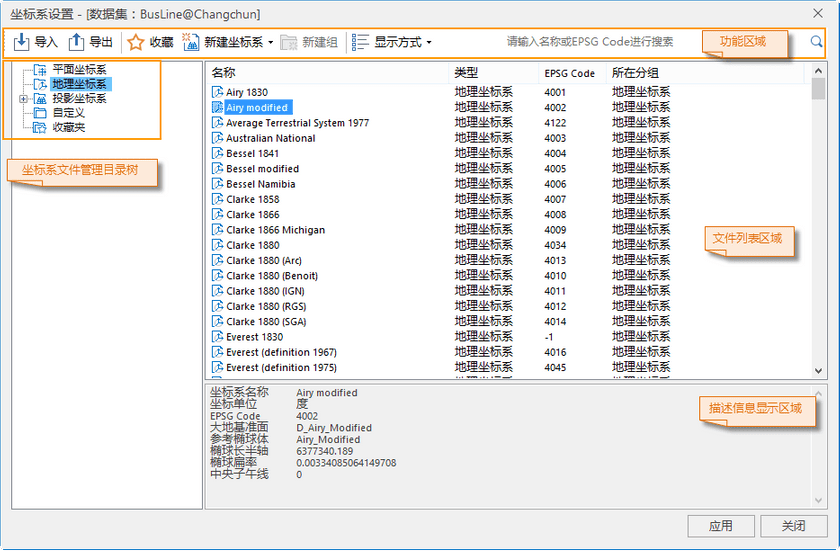 坐标系设置 - [数据集：BusLine@Changchun]
导入 导出 收藏 新建坐标系 新建组 显示方式 请输入名称或EPSG Code进行搜索 功能区域
平面坐标系
地理坐标系
投影坐标系
自定义
收藏夹
坐标系文件管理目录树
名称 类型 EPSG Code 所在分组
Airy 1830 地理坐标系 4001 地理坐标系
Airy modified 地理坐标系 4002 地理坐标系
Average Terrestrial System 1977 地理坐标系 4122 地理坐标系
Australian National 地理坐标系 4003 地理坐标系
Bessel 1841 地理坐标系 4004 地理坐标系
Bessel modified 地理坐标系 4005 地理坐标系
Bessel Namibia 地理坐标系 4006 地理坐标系
Clarke 1858 地理坐标系 4007 地理坐标系
Clarke 1866 地理坐标系 4008 地理坐标系
Clarke 1866 Michigan 地理坐标系 4009 地理坐标系
Clarke 1880 地理坐标系 4034 地理坐标系
Clarke 1880 (Arc) 地理坐标系 4013 地理坐标系
Clarke 1880 (Benoit) 地理坐标系 4010 地理坐标系
Clarke 1880 (IGN) 地理坐标系 4011 地理坐标系
Clarke 1880 (RGS) 地理坐标系 4012 地理坐标系
Clarke 1880 (SGA) 地理坐标系 4014 地理坐标系
Everest 1830 地理坐标系 -1 地理坐标系
Everest (definition 1967) 地理坐标系 4016 地理坐标系
Everest (definition 1975) 地理坐标系 4045 地理坐标系
文件列表区域
坐标系名称 Airy modified
坐标单位 度
EPSG Code 4002
大地基准面 D_Airy_Modified
参考椭球体 Airy_Modified
椭球长半轴 6377340.189
椭球扁率 0.00334085064149708
中央子午线 0
描述信息显示区域
应用 关闭